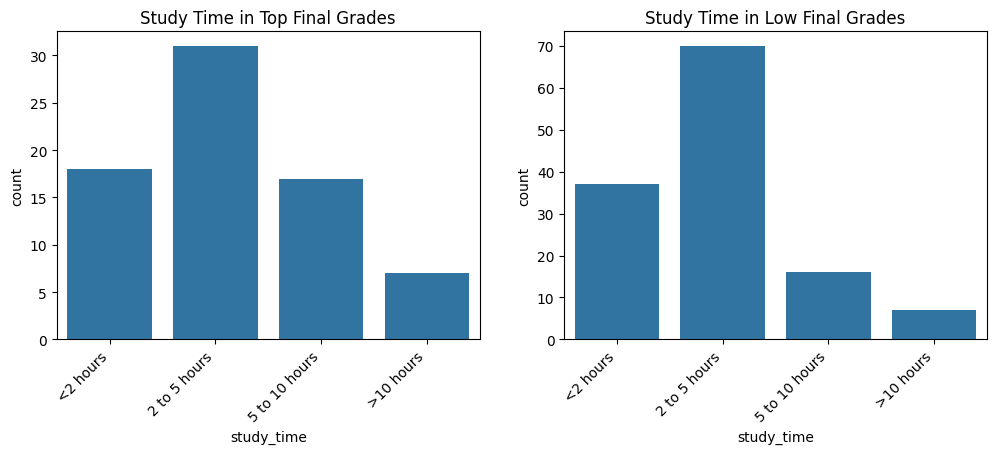 Study Time in Top Final Grades
count
30
25
20
15
10
5
0
<2 hours
2 to 5 hours
5 to 10 hours
>10 hours
study_time
Study Time in Low Final Grades
count
70
60
50
40
30
20
10
0
<2 hours
2 to 5 hours
5 to 10 hours
>10 hours
study_time